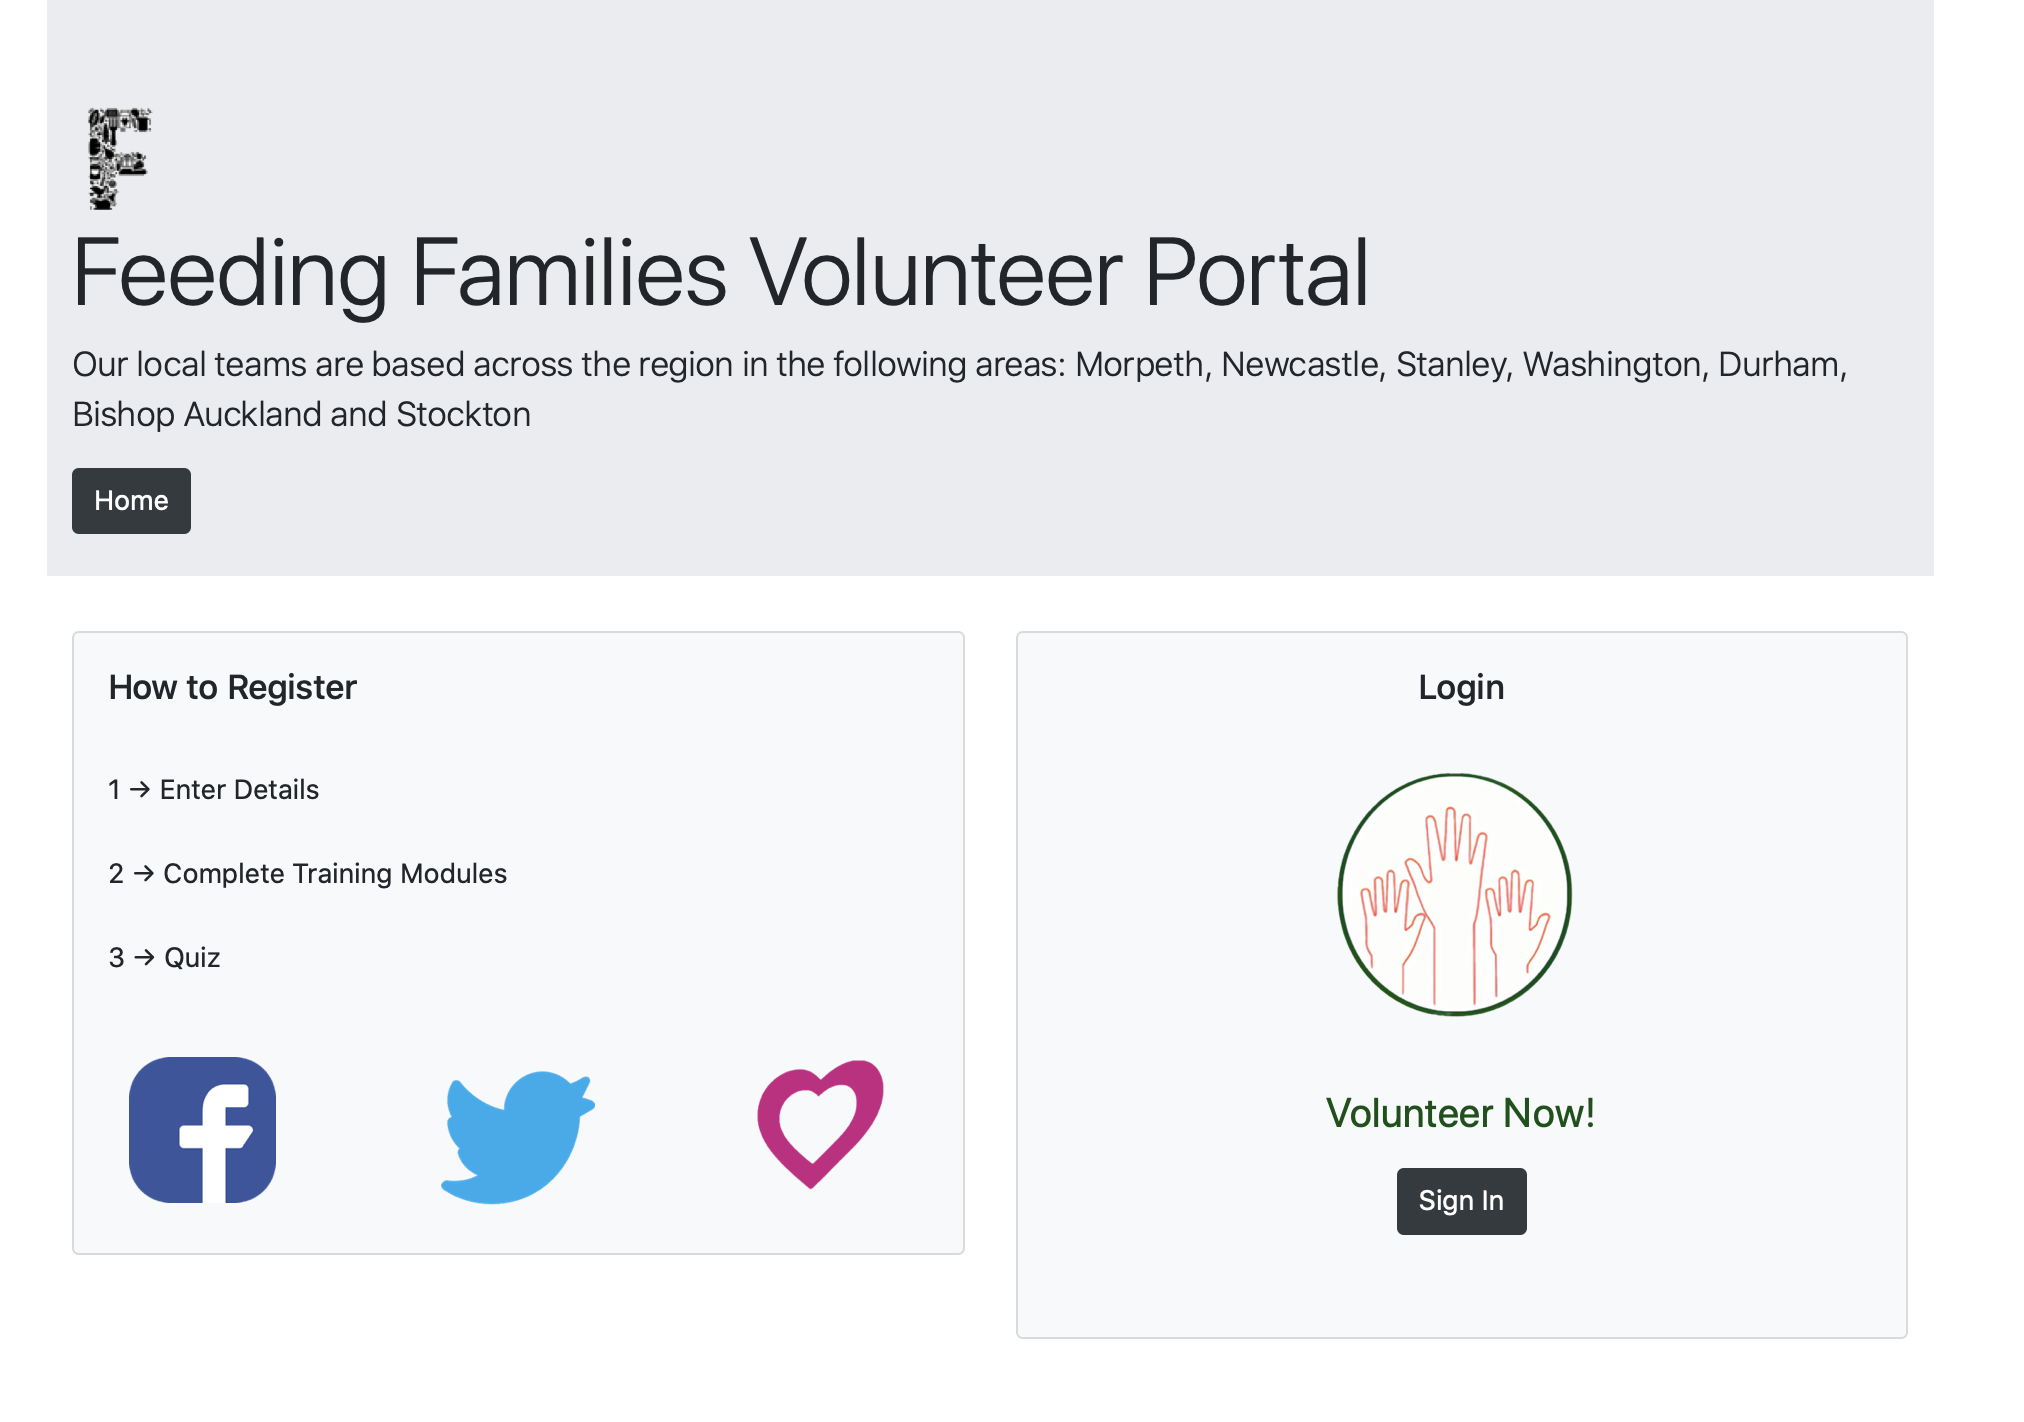 F
Feeding Families Volunteer Portal
Our local teams are based across the region in the following areas: Morpeth, Newcastle, Stanley, Washington, Durham,
Bishop Auckland and Stockton
Home
How to Register
1 → Enter Details
2 → Complete Training Modules
3 → Quiz
f
Login
Volunteer Now!
Sign In